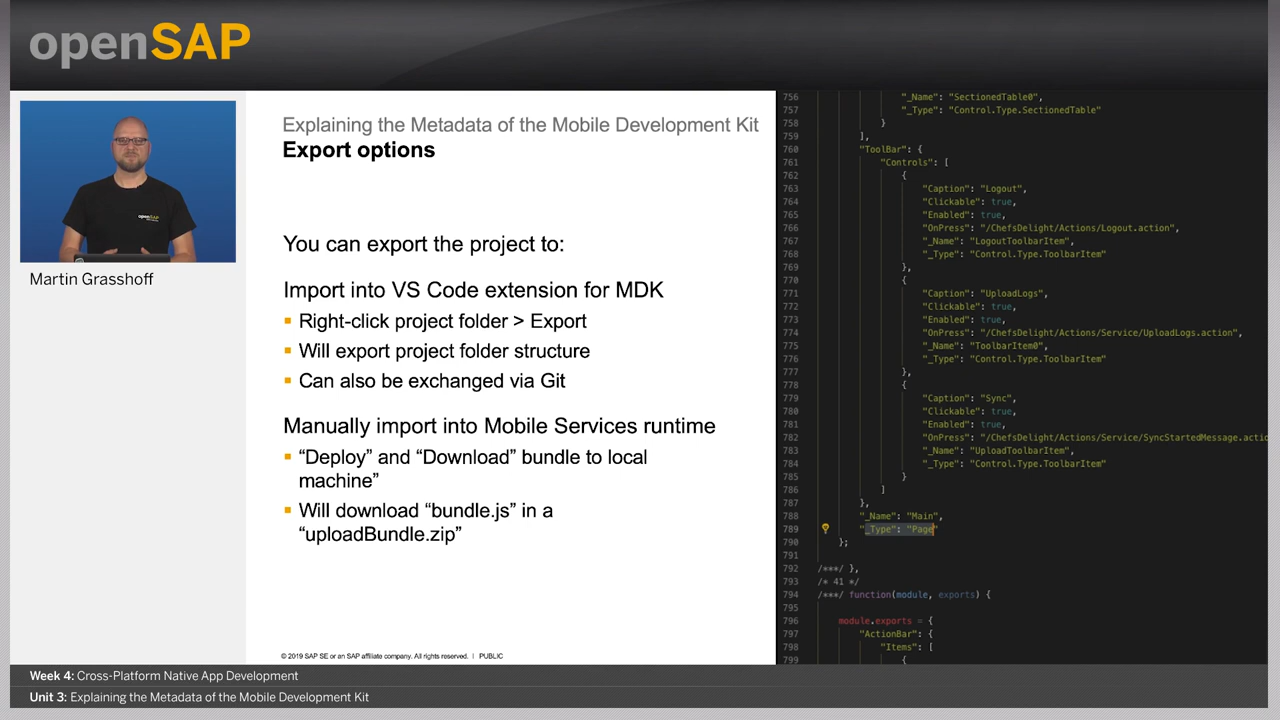 openSAP
Martin Grasshoff
openSAP
Explaining the Metadata of the Mobile Development Kit
Export options
You can export the project to:
Import into VS Code extension for MDK
Right-click project folder > Export
Will export project folder structure
Can also be exchanged via Git
Manually import into Mobile Services runtime
“Deploy” and “Download” bundle to local
machine”
Will download “bundle.js” in a
“uploadBundle.zip”
© 2019 SAP SE or an SAP affiliate company. All rights reserved. | PUBLIC
756 "_Name": "SectionedTable0",
757 "_Type": "Control.Type.SectionedTable"
758 }
759 ],
760 "ToolBar": {
761 "Controls": [
762 {
763 "Caption": "Logout",
764 "Clickable": true,
765 "Enabled": true,
766 "OnPress": "/ChefsDelight/Actions/Logout.action",
767 "_Name": "LogoutToolbarItem",
768 "_Type": "Control.Type.ToolbarItem"
769 },
770 {
771 "Caption": "UploadLogs",
772 "Clickable": true,
773 "Enabled": true,
774 "OnPress": "/ChefsDelight/Actions/Service/UploadLogs.action",
775 "_Name": "ToolbarItem0",
776 "_Type": "Control.Type.ToolbarItem"
777 },
778 {
779 "Caption": "Sync",
780 "Clickable": true,
781 "Enabled": true,
782 "OnPress": "/ChefsDelight/Actions/Service/SyncStartedMessage.actio
783 "_Name": "UploadToolbarItem",
784 "_Type": "Control.Type.ToolbarItem"
785 }
786 ]
787 },
788 "_Name": "Main",
789 "_Type": "Page"
790 };
791
792 /***/ },
793 /* 41 */
794 /***/ function(module, exports) {
795
796 module.exports = {
797 "ActionBar": {
798 "Items": [
799 {
Week 4: Cross-Platform Native App Development
Unit 3: Explaining the Metadata of the Mobile Development Kit